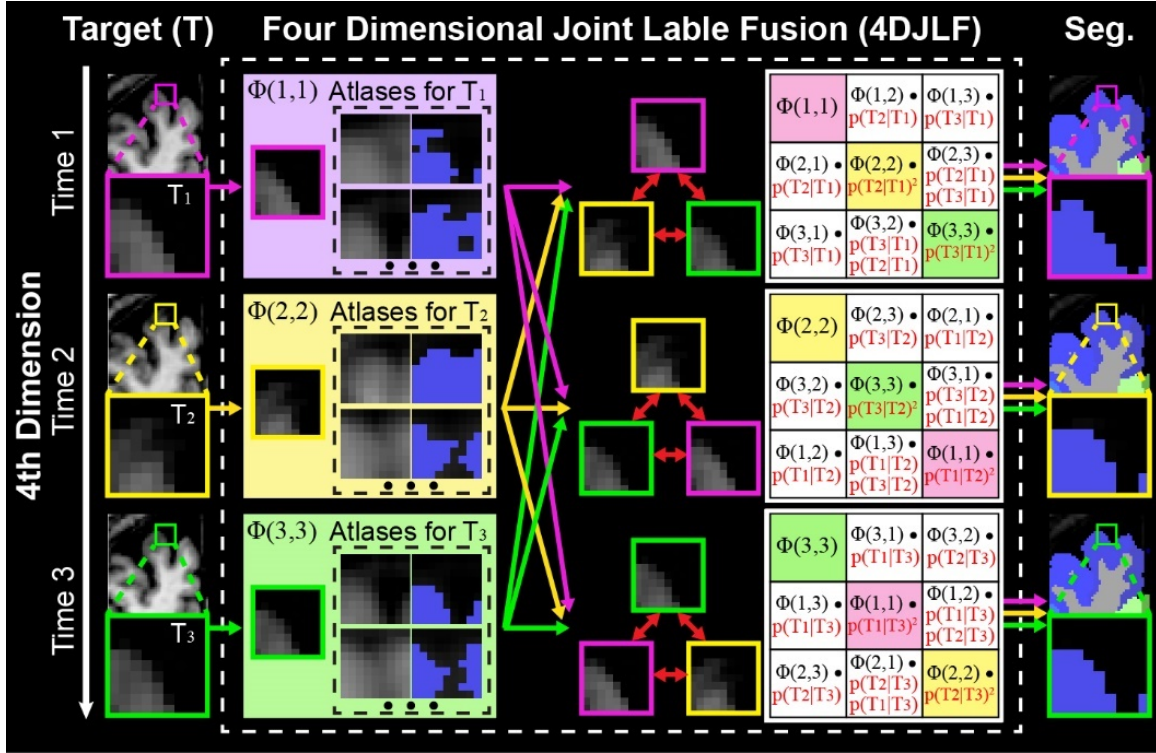 Target (T)
Four Dimensional Joint Lable Fusion (4DJLF)
Seg.
4th Dimension
Time 1
T1
Φ(1,1)
Atlases for T1
Φ(1,1)
Φ(1,2) •
p(T2|T1)
Φ(1,3) •
p(T3|T1)
Φ(2,1) •
p(T2|T1)
Φ(2,2) •
p(T2|T1)²
Φ(2,3) •
p(T2|T1)
p(T3|T1)
Φ(3,1) •
p(T3|T1)
Φ(3,2) •
p(T3|T1)
p(T2|T1)
Φ(3,3) •
p(T3|T1)²
Time 2
T2
Φ(2,2)
Atlases for T2
Φ(2,2)
Φ(2,3) •
p(T3|T2)
Φ(2,1) •
p(T1|T2)
Φ(3,2) •
p(T3|T2)
Φ(3,3) •
p(T3|T2)²
Φ(3,1) •
p(T3|T2)
p(T1|T2)
Φ(1,2) •
p(T1|T2)
Φ(1,3) •
p(T1|T2)
p(T3|T2)
Φ(1,1) •
p(T1|T2)²
Time 3
T3
Φ(3,3)
Atlases for T3
Φ(3,3)
Φ(3,1) •
p(T1|T3)
Φ(3,2) •
p(T2|T3)
Φ(1,3) •
p(T1|T3)
Φ(1,1) •
p(T1|T3)²
Φ(1,2) •
p(T1|T3)
p(T2|T3)
Φ(2,3) •
p(T2|T3)
Φ(2,1) •
p(T2|T3)
p(T1|T3)
Φ(2,2) •
p(T2|T3)²